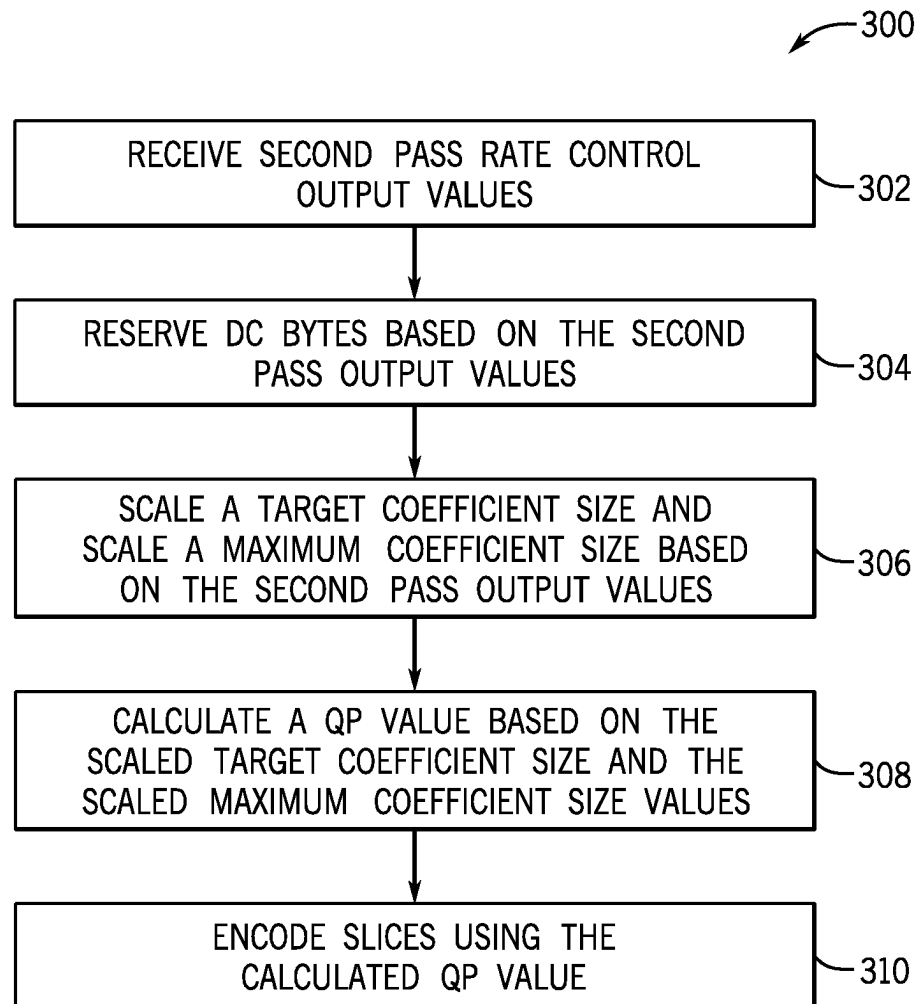 300
RECEIVE SECOND PASS RATE CONTROL
OUTPUT VALUES
302
RESERVE DC BYTES BASED ON THE SECOND
PASS OUTPUT VALUES
304
SCALE A TARGET COEFFICIENT SIZE AND
SCALE A MAXIMUM COEFFICIENT SIZE BASED
ON THE SECOND PASS OUTPUT VALUES
306
CALCULATE A QP VALUE BASED ON THE
SCALED TARGET COEFFICIENT SIZE AND THE
SCALED MAXIMUM COEFFICIENT SIZE VALUES
308
ENCODE SLICES USING THE
CALCULATED QP VALUE
310